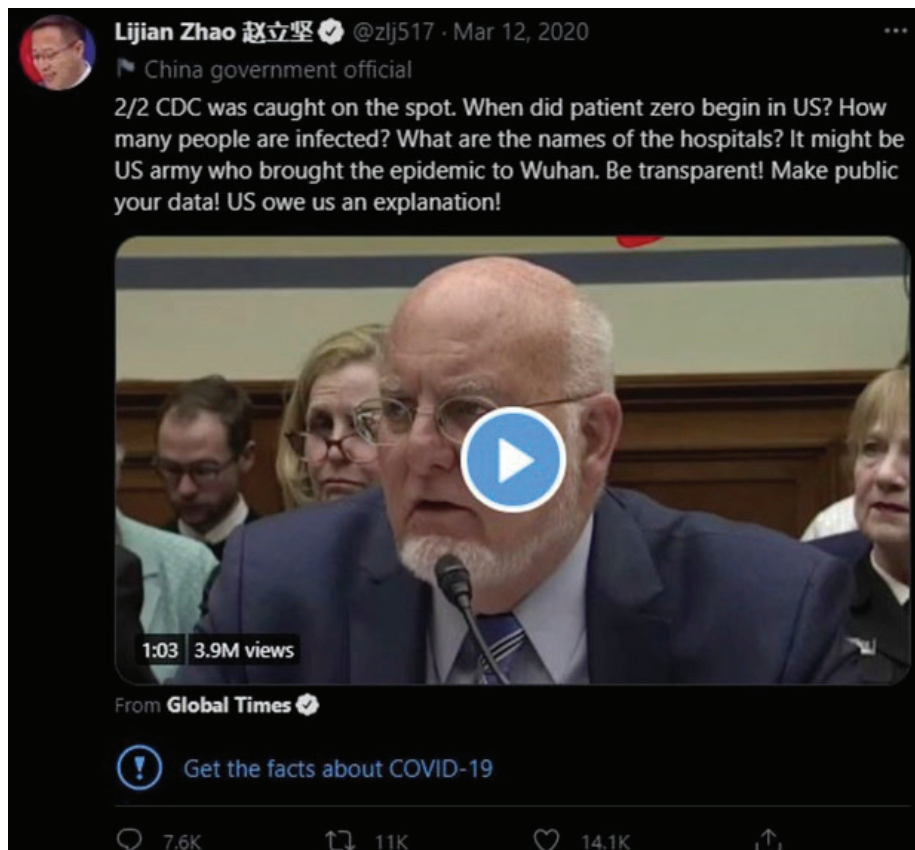 Lijian Zhao 赵立坚 @zlj517 · Mar 12, 2020
China government official
2/2 CDC was caught on the spot. When did patient zero begin in US? How
many people are infected? What are the names of the hospitals? It might be
US army who brought the epidemic to Wuhan. Be transparent! Make public
your data! US owe us an explanation!
1:03 3.9M views
From Global Times
Get the facts about COVID-19
7.6K 11K 14.1K